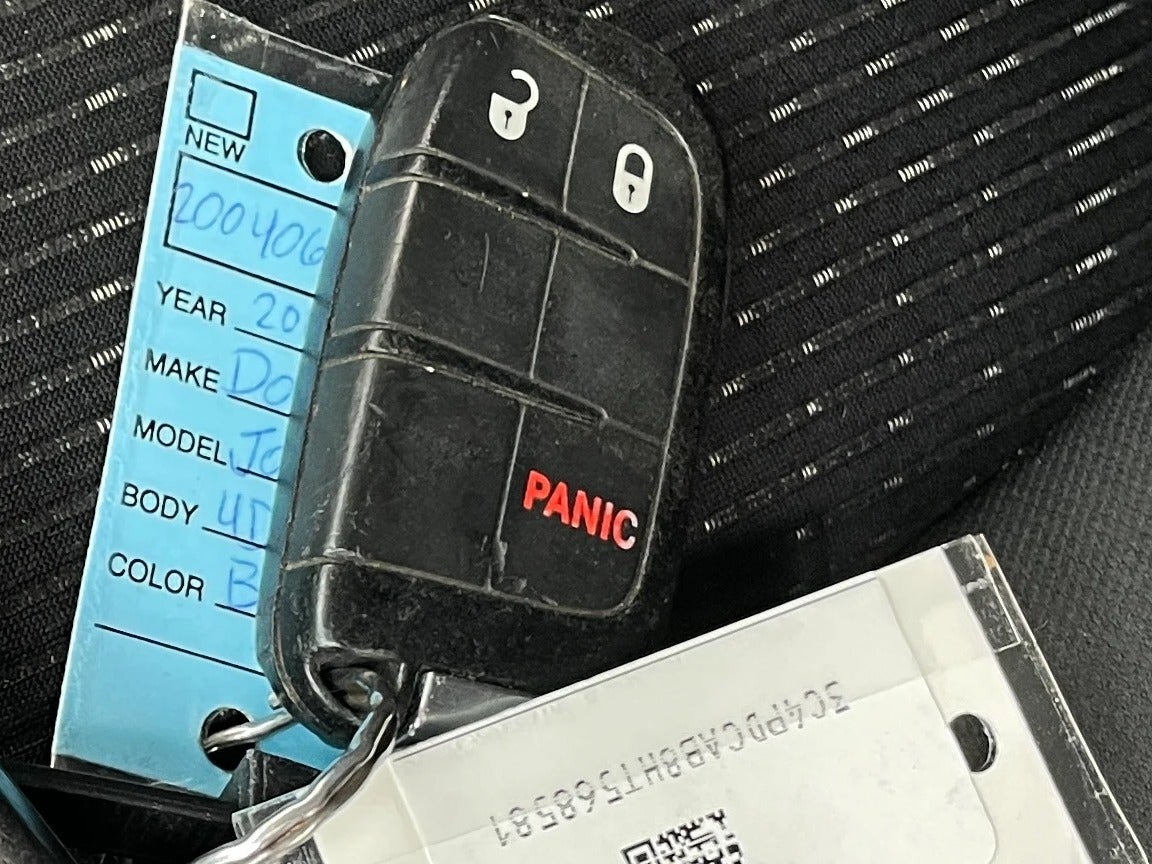 NEW
200406
YEAR 20
MAKE Do
MODEL Jo
BODY 4D
COLOR B
PANIC
3C4PDCAB8HT568581